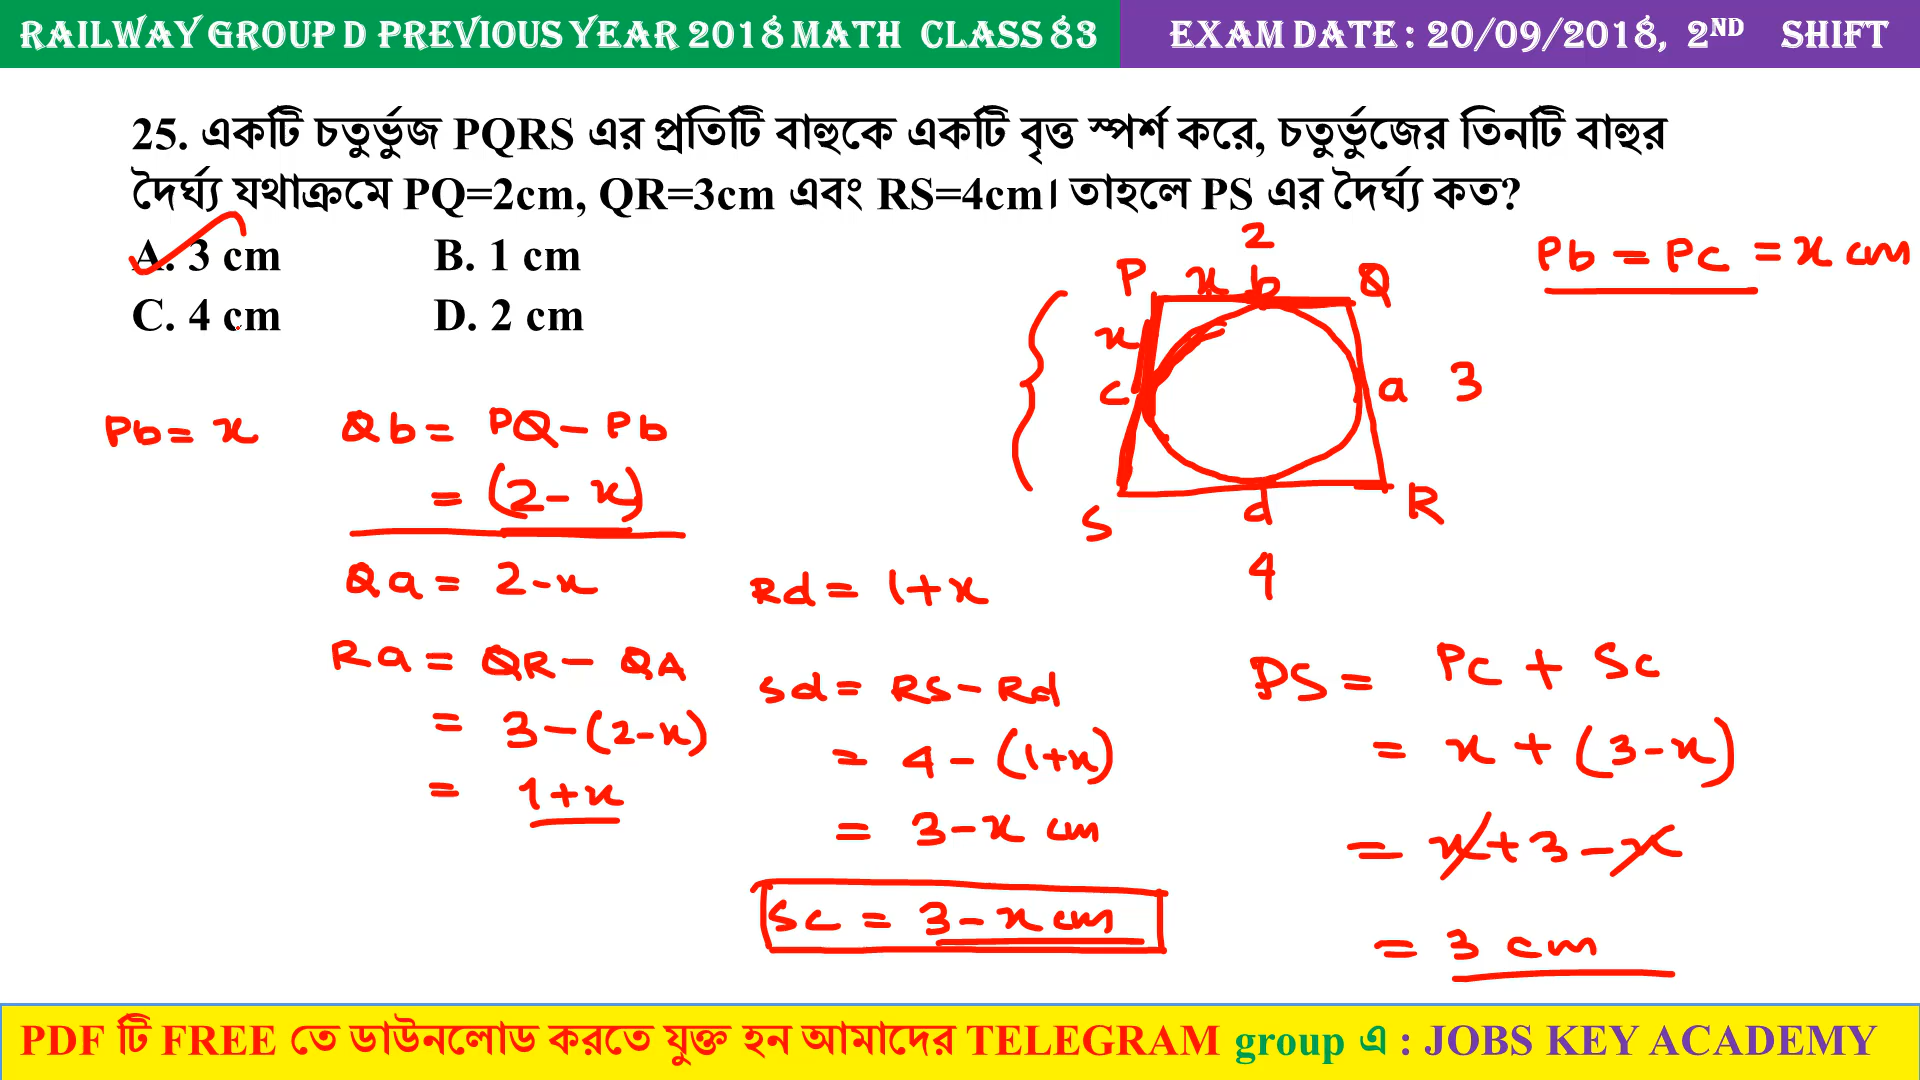 RAILWAY GROUP D PREVIOUS YEAR 2018 MATH CLASS 83
EXAM DATE : 20/09/2018, 2ND SHIFT
25. একটি চতুর্ভুজ PQRS এর প্রতিটি বাহুকে একটি বৃত্ত স্পর্শ করে, চতুর্ভুজের তিনটি বাহুর
দৈর্ঘ্য যথাক্রমে PQ=2cm, QR=3cm এবং RS=4cm। তাহলে PS এর দৈর্ঘ্য কত?
A. 3 cm B. 1 cm
C. 4 cm D. 2 cm
Pb = Pc = x cm
2
P x b Q
x
c a 3
S d R
4
Pb = x
Qb = PQ - Pb
= (2 - x)
Qa = 2 - x
Ra = QR - QA
= 3 - (2 - x)
= 1 + x
Rd = 1 + x
Sd = RS - Rd
= 4 - (1 + x)
= 3 - x cm
Sc = 3 - x cm
PS = Pc + Sc
= x + (3 - x)
= x + 3 - x
= 3 cm
PDF টি FREE তে ডাউনলোড করতে যুক্ত হন আমাদের TELEGRAM group এ : JOBS KEY ACADEMY